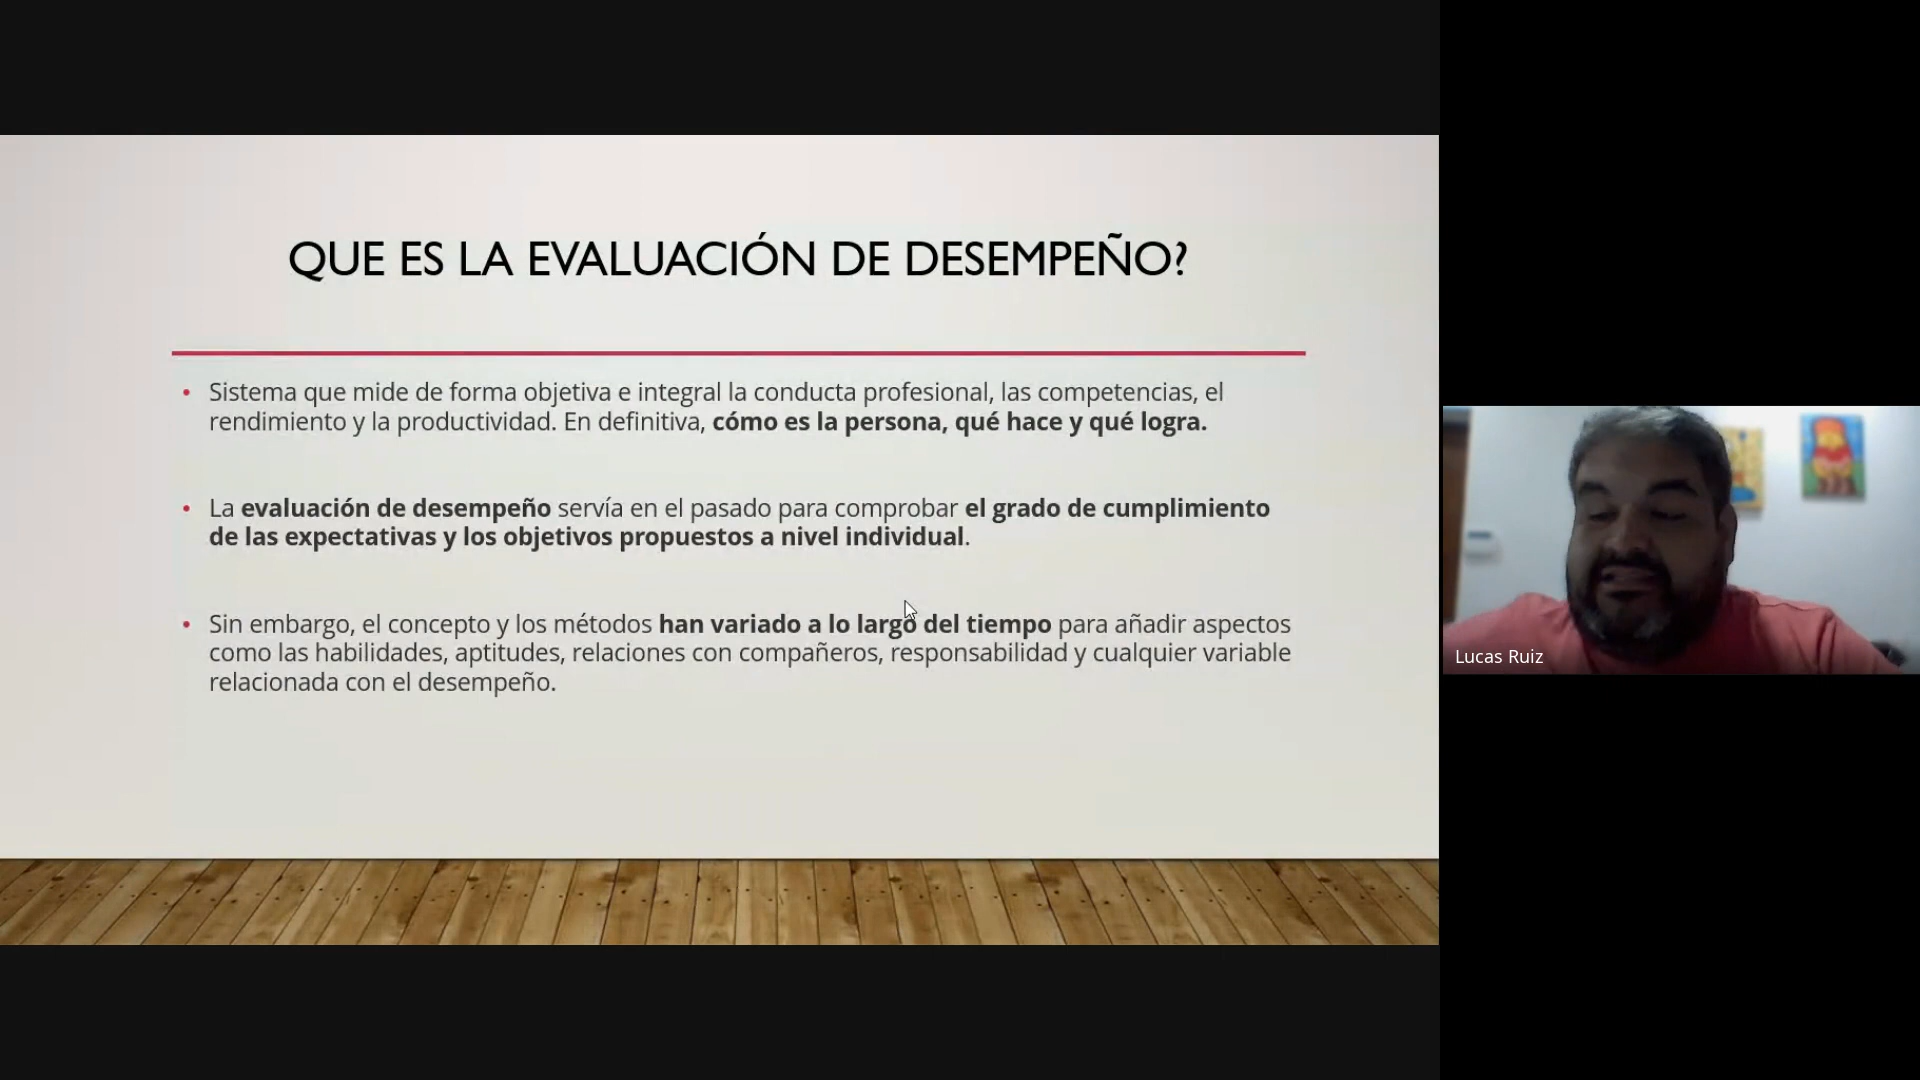 QUE ES LA EVALUACIÓN DE DESEMPEÑO?
• Sistema que mide de forma objetiva e integral la conducta profesional, las competencias, el
rendimiento y la productividad. En definitiva, cómo es la persona, qué hace y qué logra.
• La evaluación de desempeño servía en el pasado para comprobar el grado de cumplimiento
de las expectativas y los objetivos propuestos a nivel individual.
• Sin embargo, el concepto y los métodos han variado a lo largo del tiempo para añadir aspectos
como las habilidades, aptitudes, relaciones con compañeros, responsabilidad y cualquier variable
relacionada con el desempeño.
Lucas Ruiz